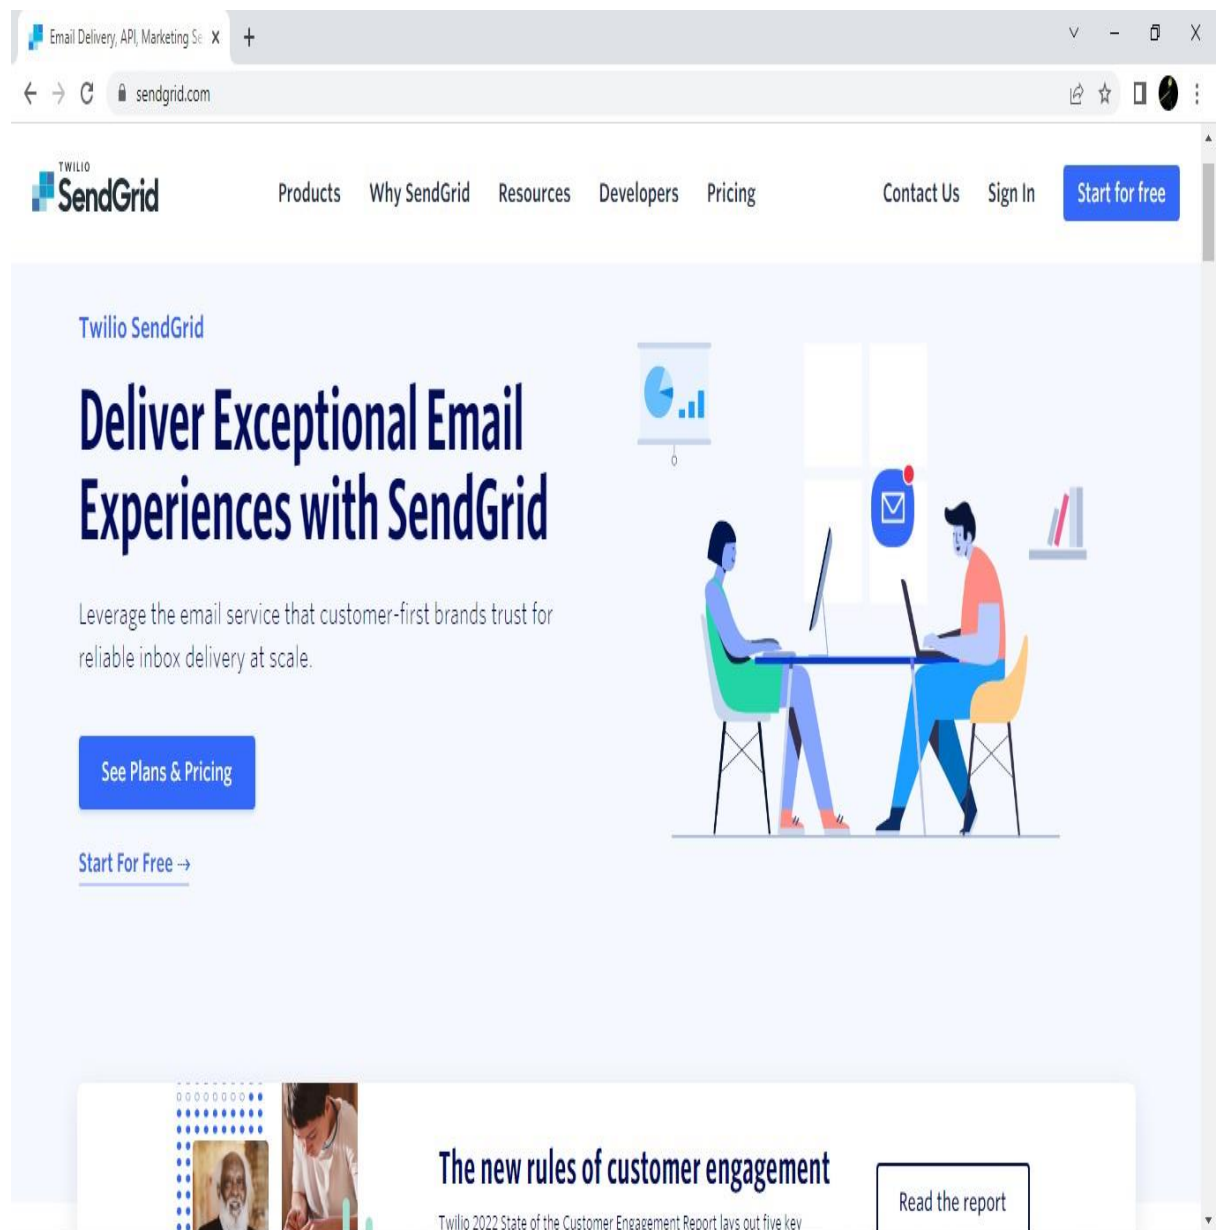 Email Delivery, API, Marketing Se
sendgrid.com
TWILIO
SendGrid
Products Why SendGrid Resources Developers Pricing Contact Us Sign In Start for free
Twilio SendGrid
Deliver Exceptional Email
Experiences with SendGrid
Leverage the email service that customer-first brands trust for
reliable inbox delivery at scale.
See Plans & Pricing
Start For Free →
The new rules of customer engagement
Read the report
Twilio 2022 State of the Customer Engagement Report lays out five key